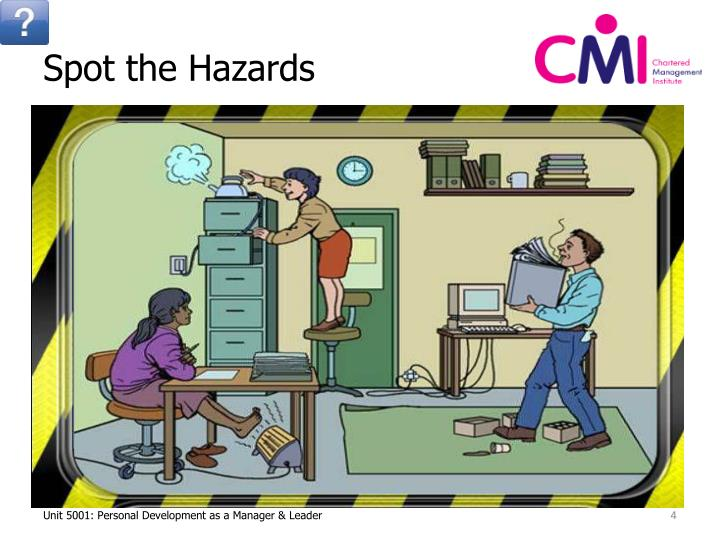 ?
Spot the Hazards
CMI
Chartered
Management
Institute
Unit 5001: Personal Development as a Manager & Leader
4